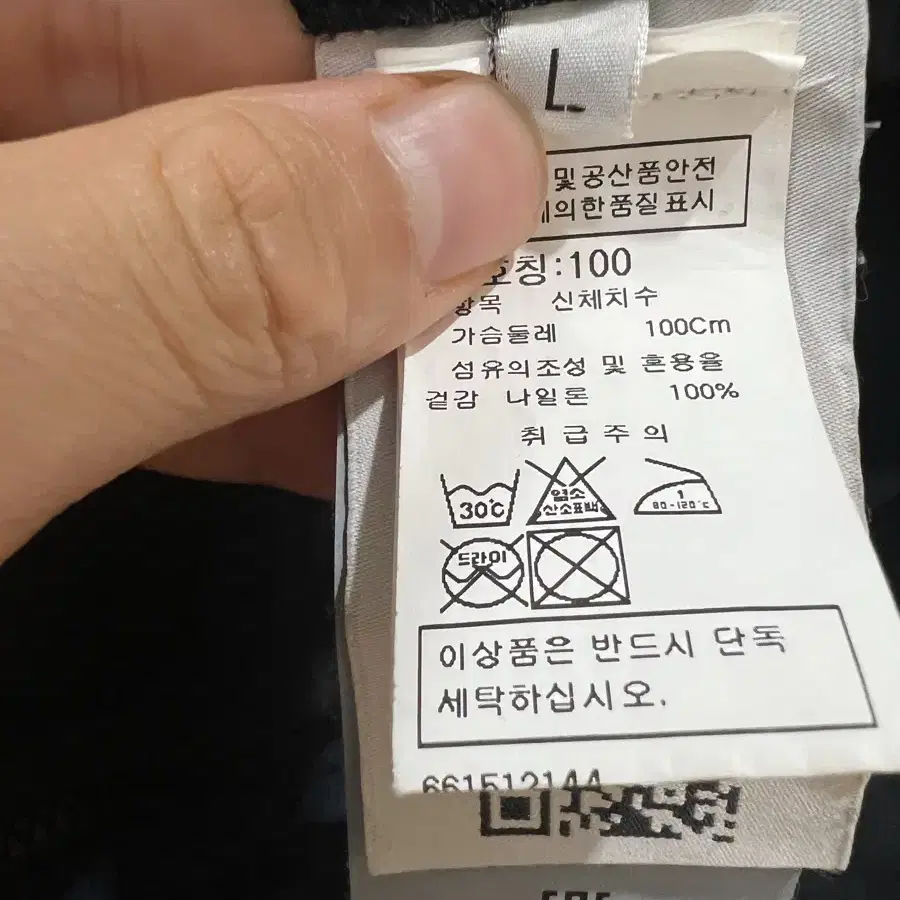 L
및공산품안전
의한품질표시
호칭:100
항목 신체치수
가슴둘레 100Cm
섬유의조성 및 혼용율
겉감 나일론 100%
취급주의
30℃
염소
산소표백
1
80-120℃
드라이
이상품은 반드시 단독
세탁하십시오.
661512144